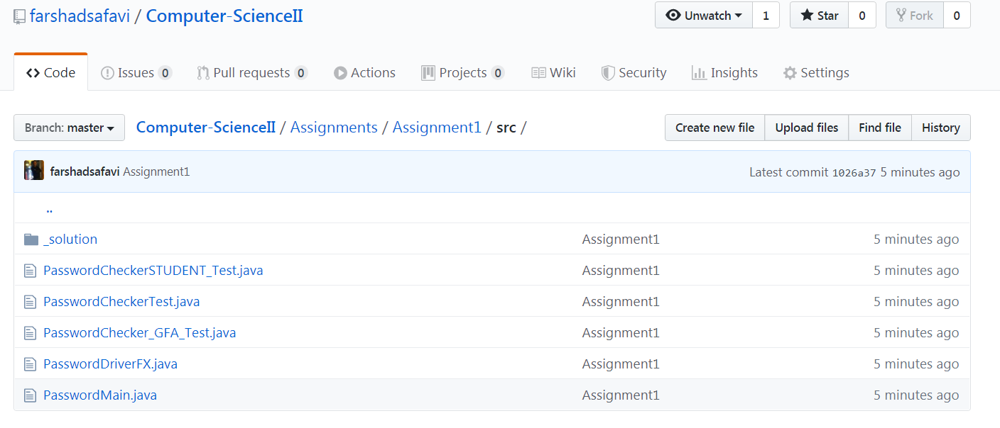 farshadsafavi / Computer-ScienceII Unwatch 1 Star 0 Fork 0
Code Issues 0 Pull requests 0 Actions Projects 0 Wiki Security Insights Settings
Branch: master Computer-ScienceII / Assignments / Assignment1 / src / Create new file Upload files Find file History
farshadsafavi Assignment1 Latest commit 1026a37 5 minutes ago
..
_solution Assignment1 5 minutes ago
PasswordCheckerSTUDENT_Test.java Assignment1 5 minutes ago
PasswordCheckerTest.java Assignment1 5 minutes ago
PasswordChecker_GFA_Test.java Assignment1 5 minutes ago
PasswordDriverFX.java Assignment1 5 minutes ago
PasswordMain.java Assignment1 5 minutes ago